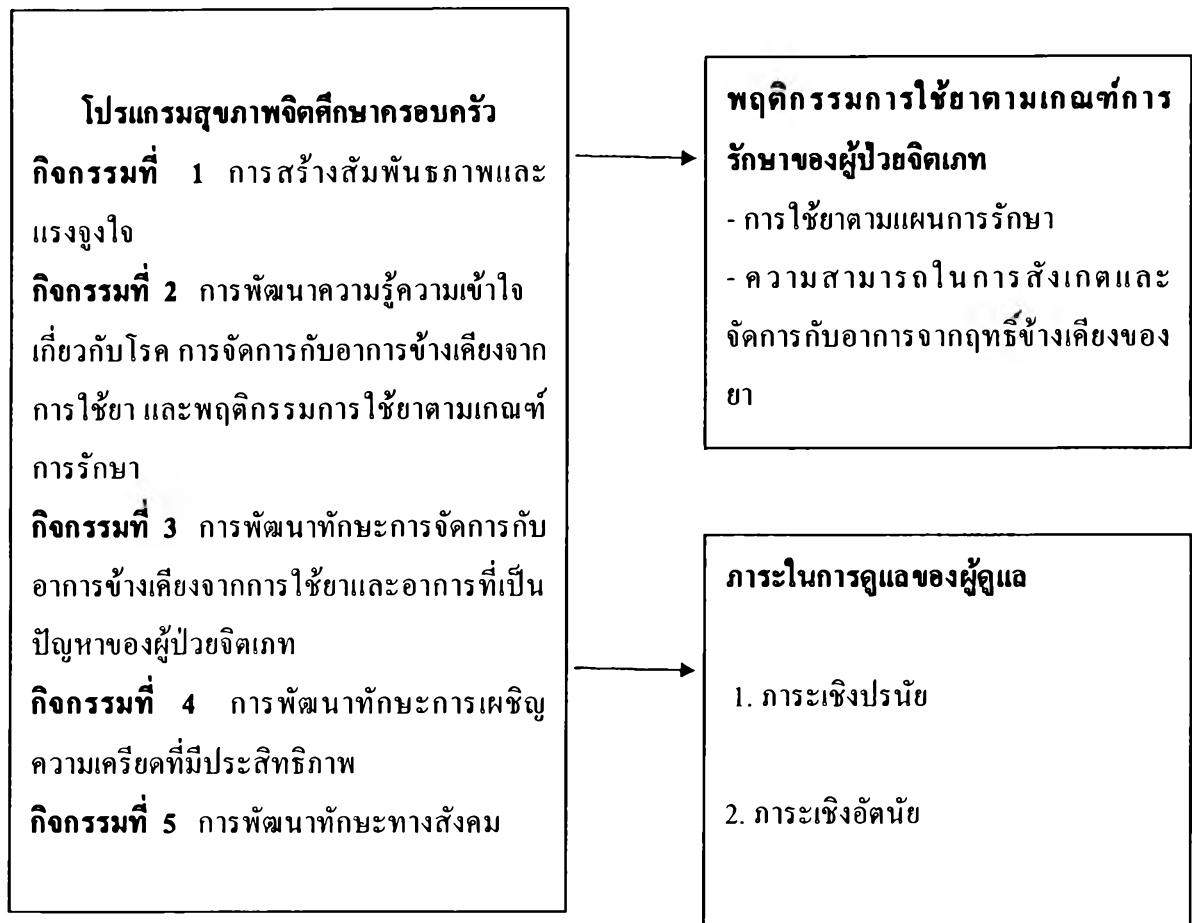 โปรแกรมสุขภาพจิตศึกษาครอบครัว
กิจกรรมที่ 1 การสร้างสัมพันธภาพและ
แรงจูงใจ
กิจกรรมที่ 2 การพัฒนาความรู้ความเข้าใจ
เกี่ยวกับโรค การจัดการกับอาการข้างเคียงจาก
การใช้ยา และพฤติกรรมการใช้ยาตามเกณฑ์
การรักษา
กิจกรรมที่ 3 การพัฒนาทักษะการจัดการกับ
อาการข้างเคียงจากการใช้ยาและอาการที่เป็น
ปัญหาของผู้ป่วยจิตเภท
กิจกรรมที่ 4 การพัฒนาทักษะการเผชิญ
ความเครียดที่มีประสิทธิภาพ
กิจกรรมที่ 5 การพัฒนาทักษะทางสังคม
พฤติกรรมการใช้ยาตามเกณฑ์การ
รักษาของผู้ป่วยจิตเภท
- การใช้ยาตามแผนการรักษา
- ความสามารถในการสังเกตและ
จัดการกับอาการจากฤทธิ์ข้างเคียงของ
ยา
ภาระในการดูแลของผู้ดูแล
1. ภาระเชิงปรนัย
2. ภาระเชิงอัตนัย